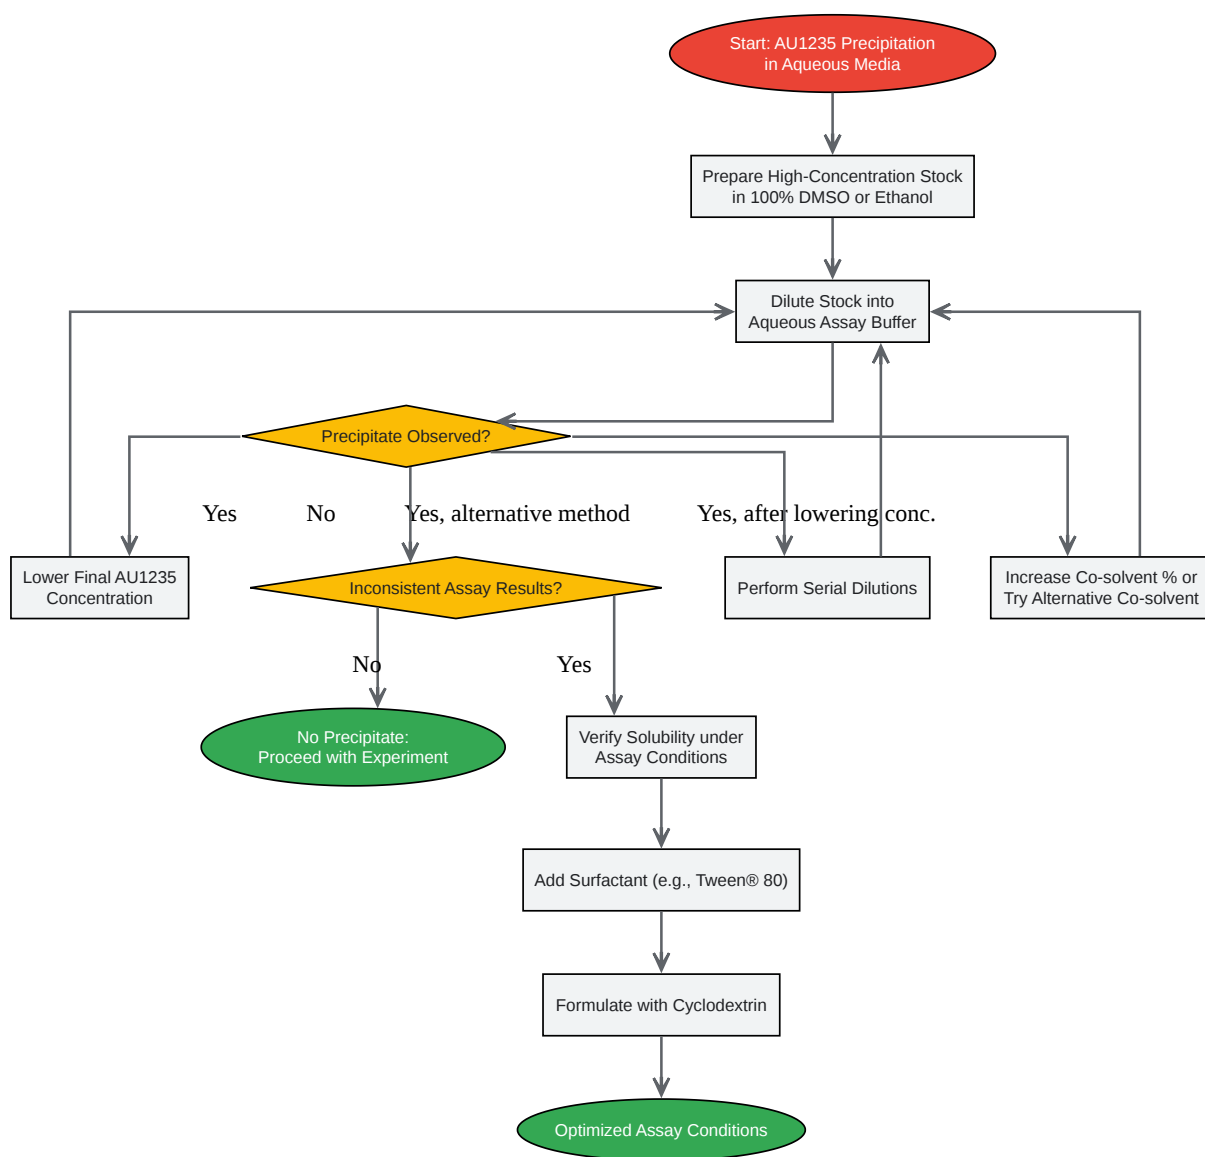 Start: AU1235 Precipitation
in Aqueous Media
Prepare High-Concentration Stock
in 100% DMSO or Ethanol
Dilute Stock into
Aqueous Assay Buffer
Precipitate Observed?
Yes
No
Yes, alternative method
Yes, after lowering conc.
Lower Final AU1235
Concentration
Inconsistent Assay Results?
Perform Serial Dilutions
Increase Co-solvent % or
Try Alternative Co-solvent
No
Yes
No Precipitate:
Proceed with Experiment
Verify Solubility under
Assay Conditions
Add Surfactant (e.g., Tween® 80)
Formulate with Cyclodextrin
Optimized Assay Conditions